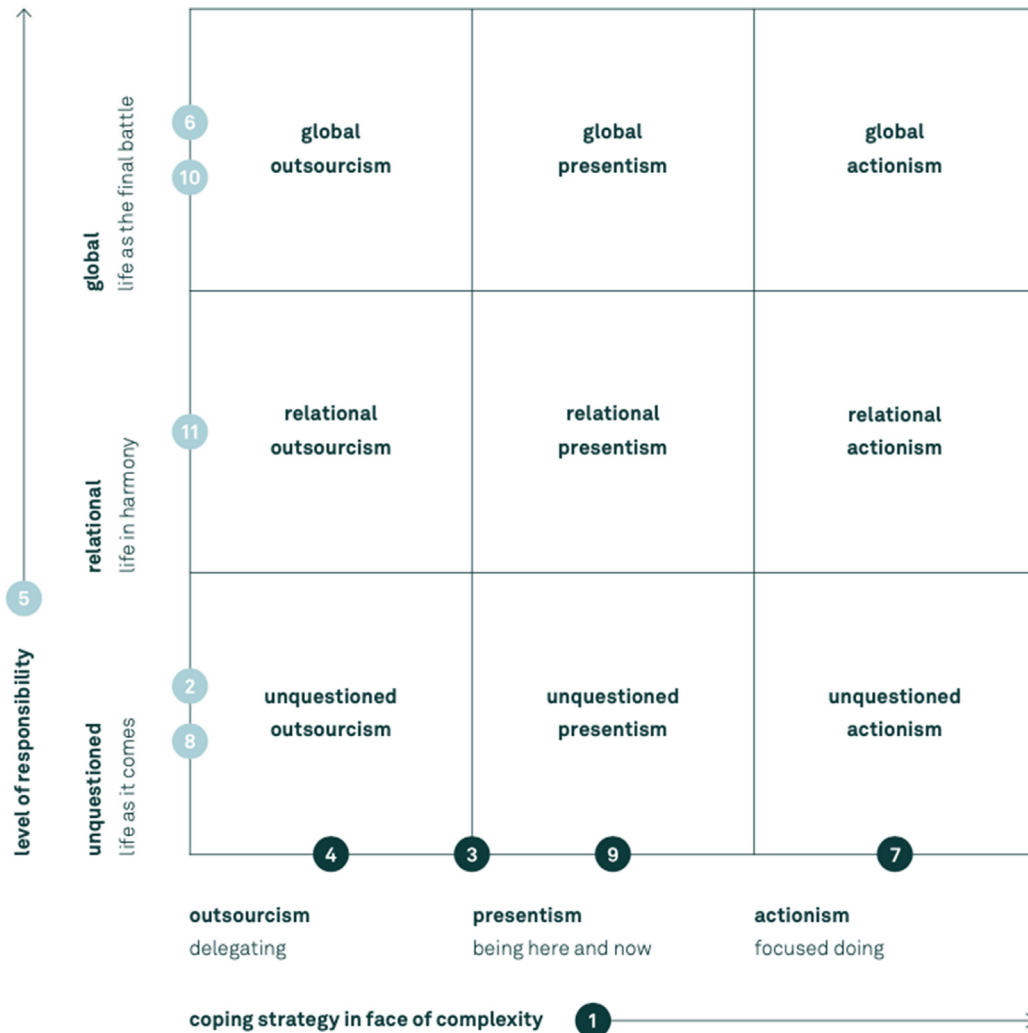 6
global
outsourcism
global
presentism
global
actionism
10
global
life as the final battle
relational
outsourcism
relational
presentism
relational
actionism
11
relational
life in harmony
5
level of responsibility
2
unquestioned
outsourcism
unquestioned
presentism
unquestioned
actionism
8
unquestioned
life as it comes
4
3
9
7
outsourcism
delegating
presentism
being here and now
actionism
focused doing
coping strategy in face of complexity 1